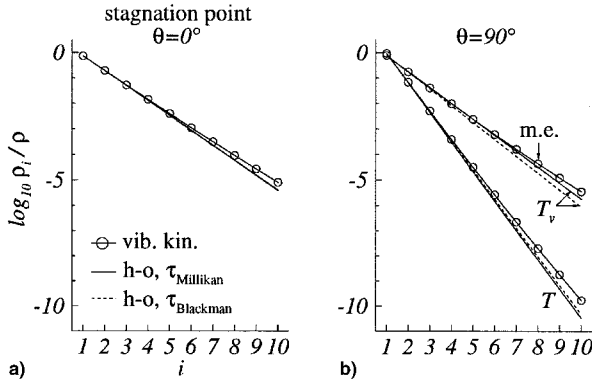 stagnation point
θ=0°
θ=90°
log₁₀ ρᵢ / ρ
0
-5
-10
vib. kin.
h-o, τMillikan
h-o, τBlackman
1 2 3 4 5 6 7 8 9 10
i
a)
0
-5
-10
m.e.
Tᵥ
T
1 2 3 4 5 6 7 8 9 10
i
b)